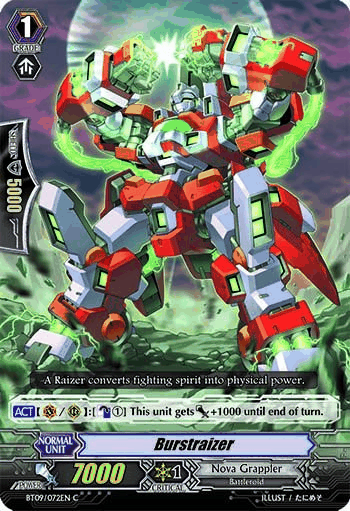 1
GRADE
5000
A Raizer converts fighting spirit into physical power.
ACT [ / ]:[ 1] This unit gets +1000 until end of turn.
NORMAL UNIT
Burstraizer
POWER
7000
1
CRITICAL
Nova Grappler
Battleroid
BT09/072EN C
ILLUST / たにめそ